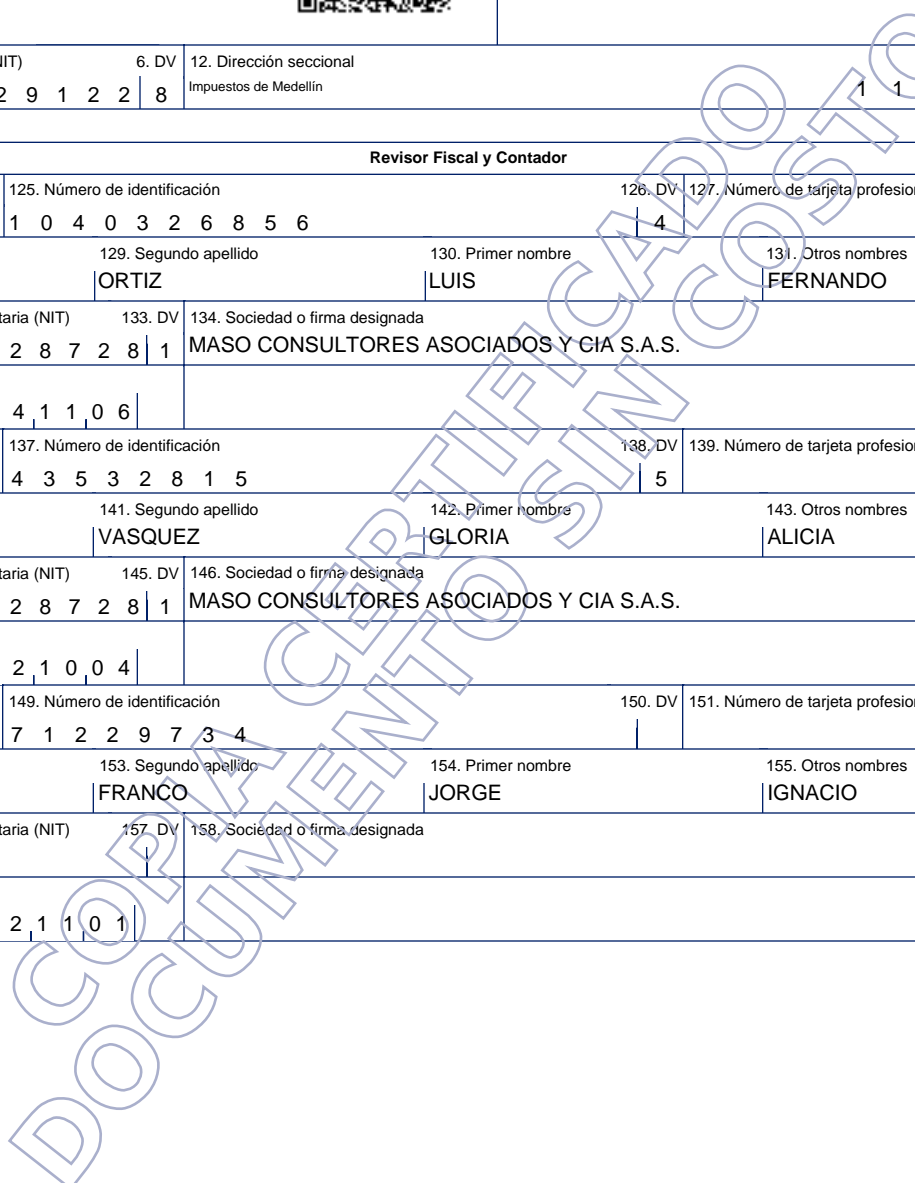 NIT) 6. DV 12. Dirección seccional
2 9 1 2 2 8 Impuestos de Medellín 1 1
Revisor Fiscal y Contador
125. Número de identificación 126. DV 127. Número de tarjeta profesion
1 0 4 0 3 2 6 8 5 6 4
129. Segundo apellido 130. Primer nombre 131. Otros nombres
ORTIZ LUIS FERNANDO
taria (NIT) 133. DV 134. Sociedad o firma designada
2 8 7 2 8 1 MASO CONSULTORES ASOCIADOS Y CIA S.A.S.
4 1 1 0 6
137. Número de identificación 138. DV 139. Número de tarjeta profesion
4 3 5 3 2 8 1 5 5
141. Segundo apellido 142. Primer nombre 143. Otros nombres
VASQUEZ GLORIA ALICIA
taria (NIT) 145. DV 146. Sociedad o firma designada
2 8 7 2 8 1 MASO CONSULTORES ASOCIADOS Y CIA S.A.S.
2 1 0 0 4
149. Número de identificación 150. DV 151. Número de tarjeta profesion
7 1 2 2 9 7 3 4
153. Segundo apellido 154. Primer nombre 155. Otros nombres
FRANCO JORGE IGNACIO
taria (NIT) 157. DV 158. Sociedad o firma designada
2 1 1 0 1
COPIA CERTIFICADO
DOCUMENTO SIN COSTO